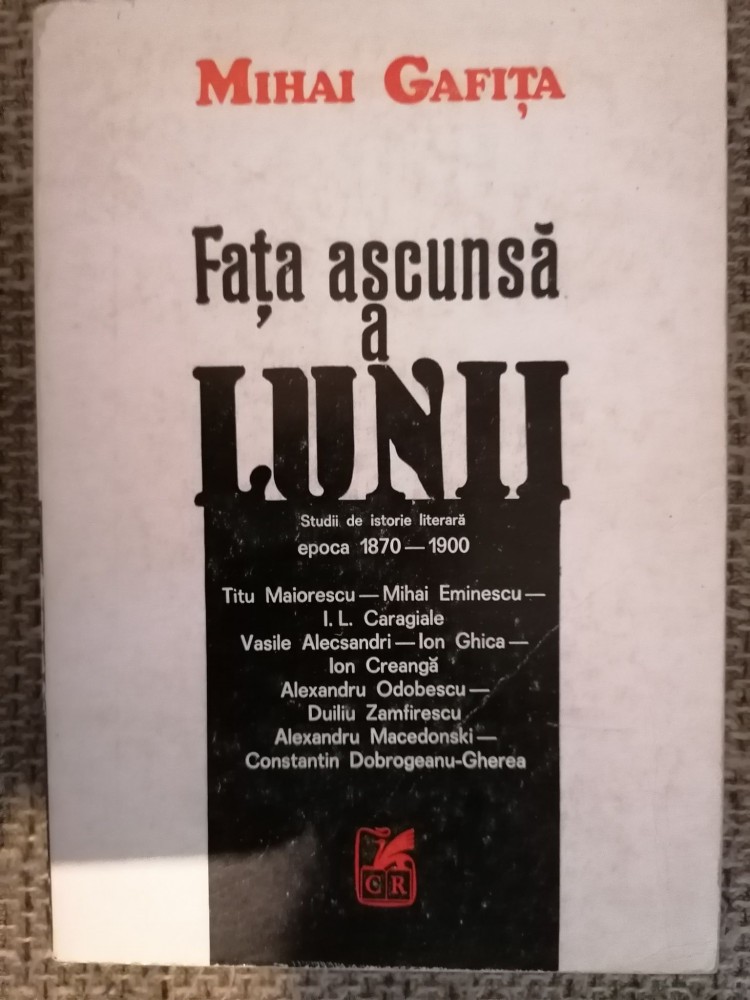 MIHAI GAFIȚA
Fața ascunsă
a
LUNII
Studii de istorie literară
epoca 1870 — 1900
Titu Maiorescu — Mihai Eminescu —
I. L. Caragiale
Vasile Alecsandri — Ion Ghica —
Ion Creangă
Alexandru Odobescu —
Duiliu Zamfirescu
Alexandru Macedonski —
Constantin Dobrogeanu-Gherea
C R